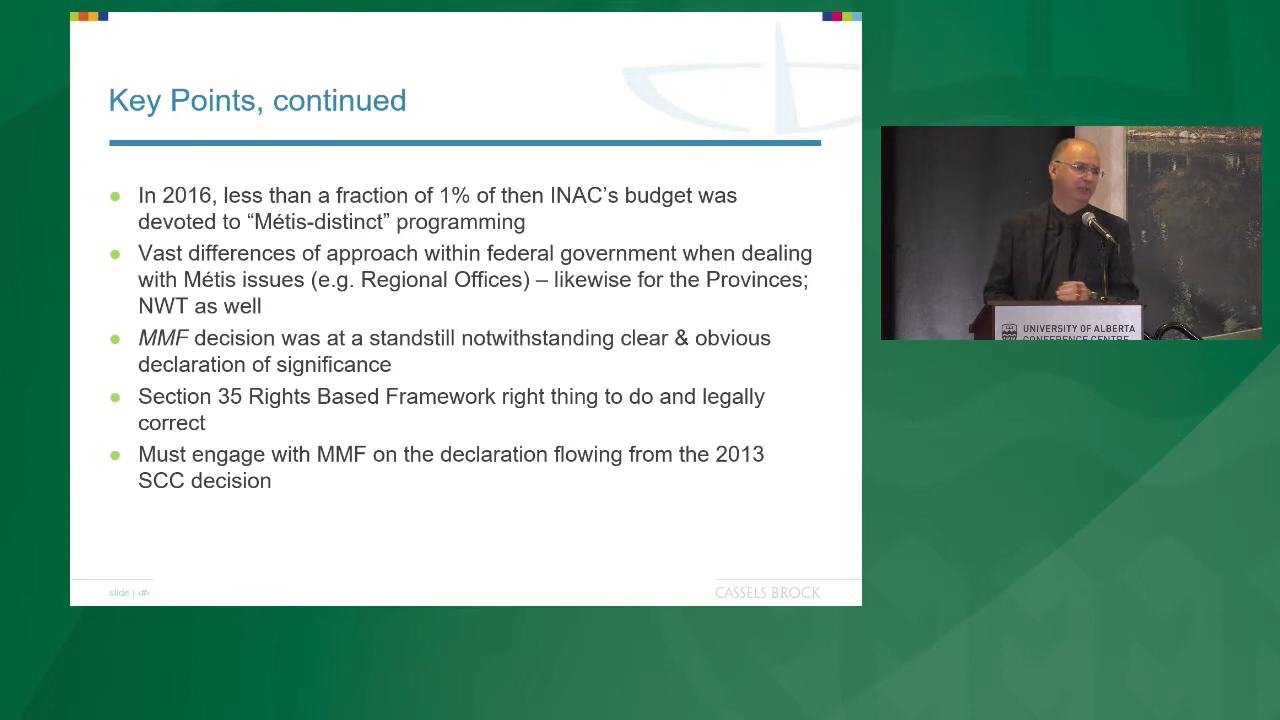 Key Points, continued
In 2016, less than a fraction of 1% of then INAC’s budget was
devoted to “Métis-distinct” programming
Vast differences of approach within federal government when dealing
with Métis issues (e.g. Regional Offices) – likewise for the Provinces;
NWT as well
MMF decision was at a standstill notwithstanding clear & obvious
declaration of significance
Section 35 Rights Based Framework right thing to do and legally
correct
Must engage with MMF on the declaration flowing from the 2013
SCC decision
slide | ‹#›
CASSELS BROCK
UNIVERSITY OF ALBERTA
CONFERENCE CENTRE